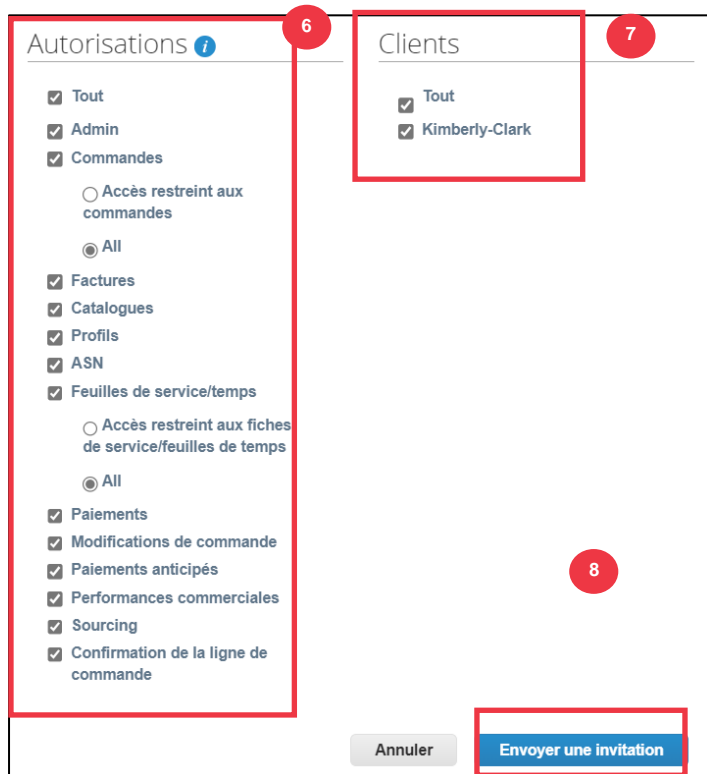 6
7
Autorisations i
Clients
Tout
Admin
Commandes
Accès restreint aux
commandes
All
Factures
Catalogues
Profils
ASN
Feuilles de service/temps
Accès restreint aux fiches
de service/feuilles de temps
All
Paiements
Modifications de commande
Paiements anticipés
Performances commerciales
Sourcing
Confirmation de la ligne de
commande
Tout
Kimberly-Clark
8
Annuler
Envoyer une invitation